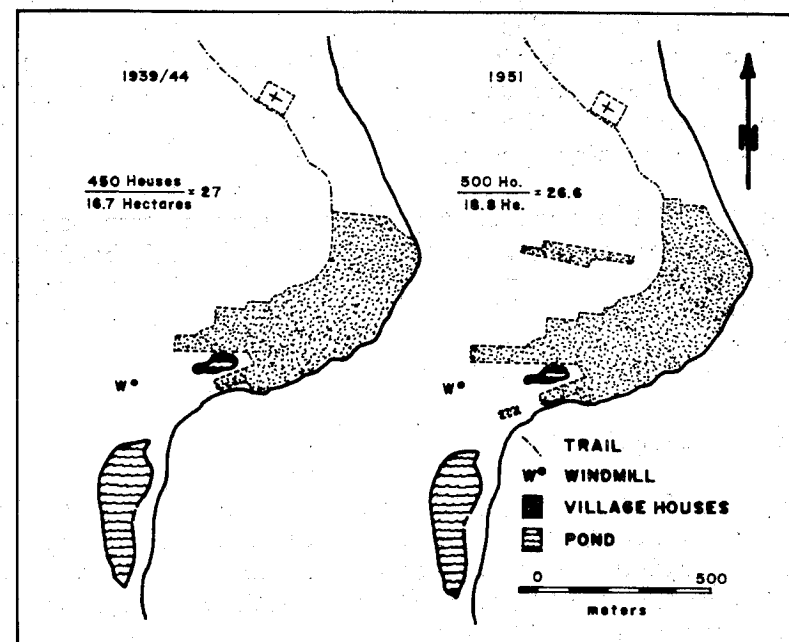 1939/44
450 Houses
16.7 Hectares
= 27
W
1951
N
500 Ho.
18.8 He.
= 26.6
W
TRAIL
W WINDMILL
VILLAGE HOUSES
POND
0 500
meters